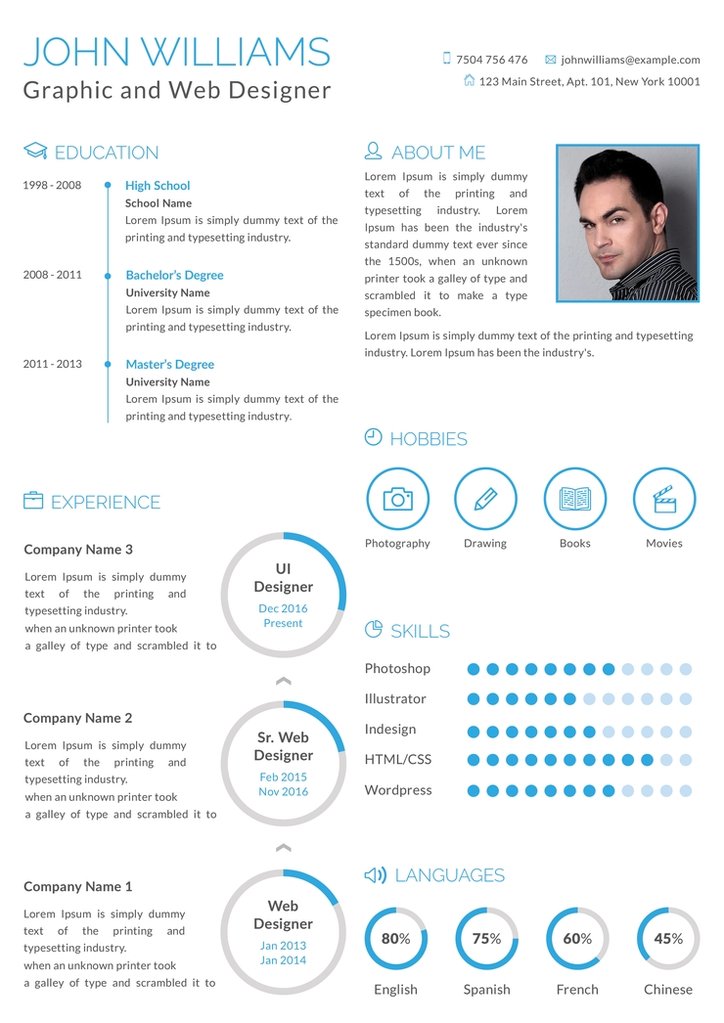 JOHN WILLIAMS
Graphic and Web Designer
7504 756 476 johnwilliams@example.com
123 Main Street, Apt. 101, New York 10001
EDUCATION
1998 - 2008
High School
School Name
Lorem Ipsum is simply dummy text of the
printing and typesetting industry.
2008 - 2011
Bachelor's Degree
University Name
Lorem Ipsum is simply dummy text of the
printing and typesetting industry.
2011 - 2013
Master's Degree
University Name
Lorem Ipsum is simply dummy text of the
printing and typesetting industry.
EXPERIENCE
Company Name 3
Lorem Ipsum is simply dummy
text of the printing and
typesetting industry.
when an unknown printer took
a galley of type and scrambled it to
UI
Designer
Dec 2016
Present
Company Name 2
Lorem Ipsum is simply dummy
text of the printing and
typesetting industry.
when an unknown printer took
a galley of type and scrambled it to
Sr. Web
Designer
Feb 2015
Nov 2016
Company Name 1
Lorem Ipsum is simply dummy
text of the printing and
typesetting industry.
when an unknown printer took
a galley of type and scrambled it to
Web
Designer
Jan 2013
Jan 2014
ABOUT ME
Lorem Ipsum is simply dummy
text of the printing and
typesetting industry. Lorem
Ipsum has been the industry's
standard dummy text ever since
the 1500s, when an unknown
printer took a galley of type and
scrambled it to make a type
specimen book.
Lorem Ipsum is simply dummy text of the printing and typesetting
industry. Lorem Ipsum has been the industry's.
HOBBIES
Photography Drawing Books Movies
SKILLS
Photoshop
Illustrator
Indesign
HTML/CSS
Wordpress
LANGUAGES
80% 75% 60% 45%
English Spanish French Chinese